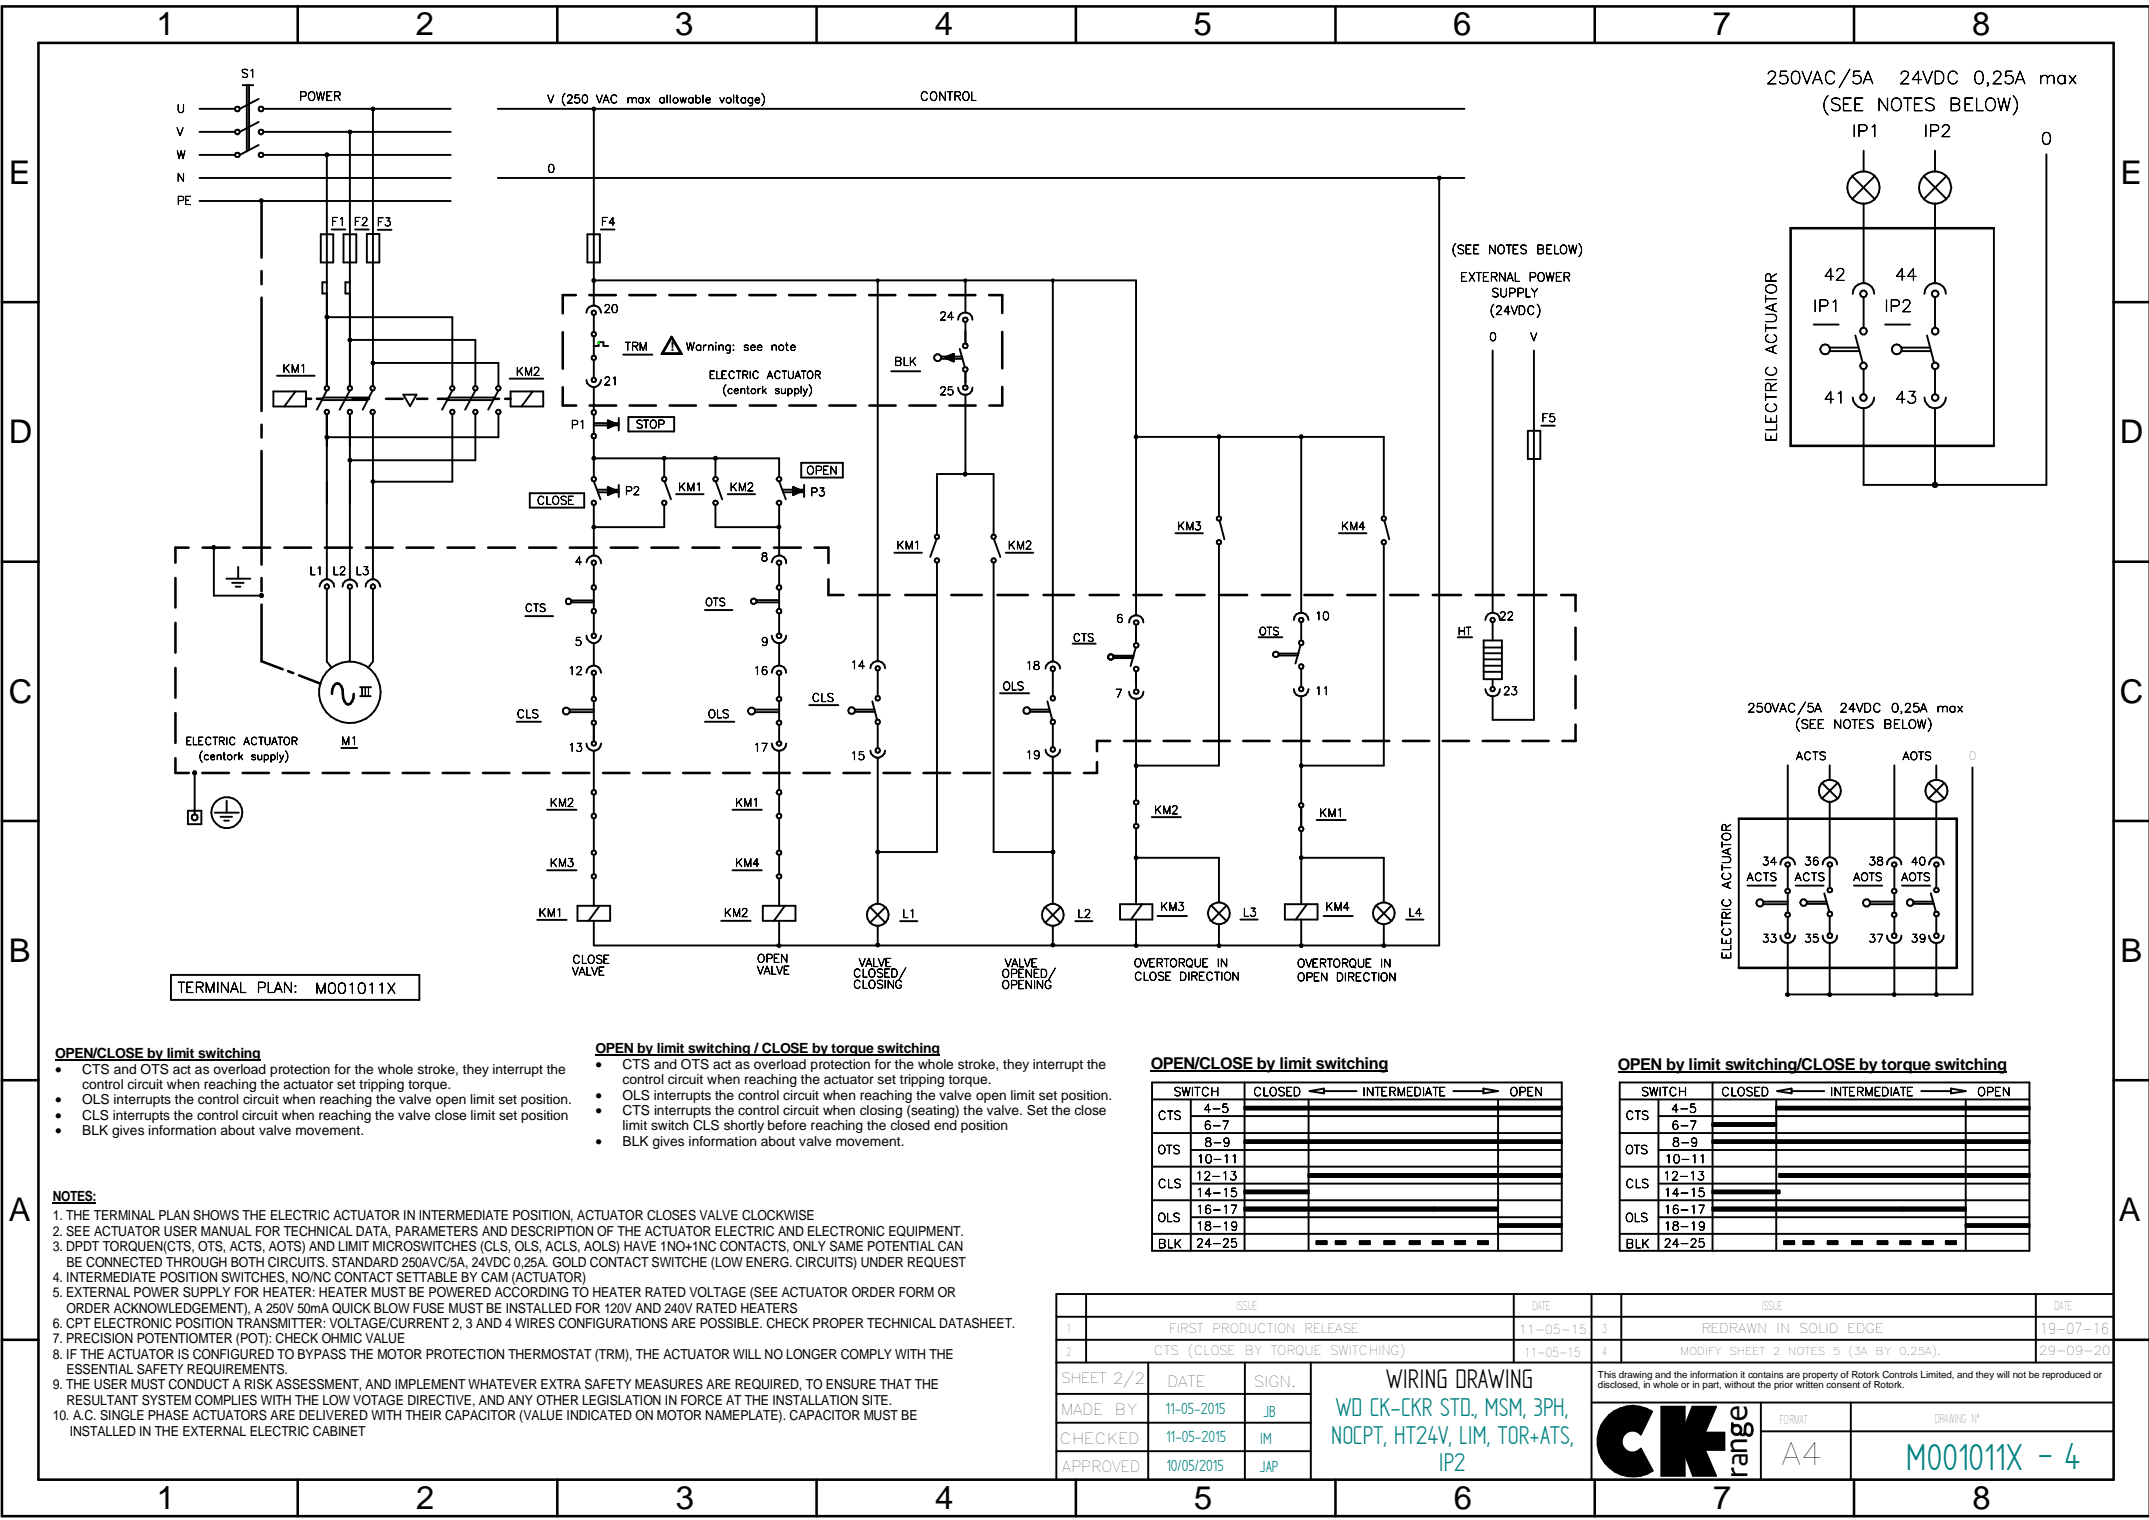 1 2 3 4 5 6 7 8
E E
D D
C C
B B
A A
S1
POWER
U
V
W
N
PE
V (250 VAC max allowable voltage)
CONTROL
0
F1 F2 F3
F4
KM1
KM2
20
TRM
Warning: see note
21
ELECTRIC ACTUATOR
(centork supply)
24
BLK
25
P1
STOP
CLOSE
P2
KM1
KM2
OPEN
P3
KM1
KM2
KM3
KM4
(SEE NOTES BELOW)
EXTERNAL POWER
SUPPLY
(24VDC)
0 V
F5
L1 L2 L3
M1
III
ELECTRIC ACTUATOR
(centork supply)
4
CTS
5
12
CLS
13
8
OTS
9
16
OLS
17
14
CLS
15
18
OLS
19
6
CTS
7
10
OTS
11
22
HT
23
KM2
KM1
KM3
KM4
KM2
KM1
KM1
KM2
L1
L2
KM3
L3
KM4
L4
CLOSE
VALVE
OPEN
VALVE
VALVE
CLOSED/
CLOSING
VALVE
OPENED/
OPENING
OVERTORQUE IN
CLOSE DIRECTION
OVERTORQUE IN
OPEN DIRECTION
TERMINAL PLAN: M001011X
250VAC/5A 24VDC 0,25A max
(SEE NOTES BELOW)
IP1 IP2 0
42 44
IP1 IP2
41 43
ELECTRIC ACTUATOR
250VAC/5A 24VDC 0,25A max
(SEE NOTES BELOW)
ACTS AOTS 0
34 36 38 40
ACTS ACTS AOTS AOTS
33 35 37 39
ELECTRIC ACTUATOR
OPEN/CLOSE by limit switching
• CTS and OTS act as overload protection for the whole stroke, they interrupt the
control circuit when reaching the actuator set tripping torque.
• OLS interrupts the control circuit when reaching the valve open limit set position.
• CLS interrupts the control circuit when reaching the valve close limit set position
• BLK gives information about valve movement.
OPEN by limit switching / CLOSE by torque switching
• CTS and OTS act as overload protection for the whole stroke, they interrupt the
control circuit when reaching the actuator set tripping torque.
• OLS interrupts the control circuit when reaching the valve open limit set position.
• CTS interrupts the control circuit when closing (seating) the valve. Set the close
limit switch CLS shortly before reaching the closed end position
• BLK gives information about valve movement.
OPEN/CLOSE by limit switching
SWITCH CLOSED INTERMEDIATE OPEN
CTS 4-5
6-7
OTS 8-9
10-11
CLS 12-13
14-15
OLS 16-17
18-19
BLK 24-25
OPEN by limit switching/CLOSE by torque switching
SWITCH CLOSED INTERMEDIATE OPEN
CTS 4-5
6-7
OTS 8-9
10-11
CLS 12-13
14-15
OLS 16-17
18-19
BLK 24-25
NOTES:
1. THE TERMINAL PLAN SHOWS THE ELECTRIC ACTUATOR IN INTERMEDIATE POSITION, ACTUATOR CLOSES VALVE CLOCKWISE
2. SEE ACTUATOR USER MANUAL FOR TECHNICAL DATA, PARAMETERS AND DESCRIPTION OF THE ACTUATOR ELECTRIC AND ELECTRONIC EQUIPMENT.
3. DPDT TORQUEN(CTS, OTS, ACTS, AOTS) AND LIMIT MICROSWITCHES (CLS, OLS, ACLS, AOLS) HAVE 1NO+1NC CONTACTS, ONLY SAME POTENTIAL CAN
BE CONNECTED THROUGH BOTH CIRCUITS. STANDARD 250AVC/5A, 24VDC 0,25A. GOLD CONTACT SWITCHE (LOW ENERG. CIRCUITS) UNDER REQUEST
4. INTERMEDIATE POSITION SWITCHES, NO/NC CONTACT SETTABLE BY CAM (ACTUATOR)
5. EXTERNAL POWER SUPPLY FOR HEATER: HEATER MUST BE POWERED ACCORDING TO HEATER RATED VOLTAGE (SEE ACTUATOR ORDER FORM OR
ORDER ACKNOWLEDGEMENT), A 250V 50mA QUICK BLOW FUSE MUST BE INSTALLED FOR 120V AND 240V RATED HEATERS
6. CPT ELECTRONIC POSITION TRANSMITTER: VOLTAGE/CURRENT 2, 3 AND 4 WIRES CONFIGURATIONS ARE POSSIBLE. CHECK PROPER TECHNICAL DATASHEET.
7. PRECISION POTENTIOMTER (POT): CHECK OHMIC VALUE
8. IF THE ACTUATOR IS CONFIGURED TO BYPASS THE MOTOR PROTECTION THERMOSTAT (TRM), THE ACTUATOR WILL NO LONGER COMPLY WITH THE
ESSENTIAL SAFETY REQUIREMENTS.
9. THE USER MUST CONDUCT A RISK ASSESSMENT, AND IMPLEMENT WHATEVER EXTRA SAFETY MEASURES ARE REQUIRED, TO ENSURE THAT THE
RESULTANT SYSTEM COMPLIES WITH THE LOW VOTAGE DIRECTIVE, AND ANY OTHER LEGISLATION IN FORCE AT THE INSTALLATION SITE.
10. A.C. SINGLE PHASE ACTUATORS ARE DELIVERED WITH THEIR CAPACITOR (VALUE INDICATED ON MOTOR NAMEPLATE). CAPACITOR MUST BE
INSTALLED IN THE EXTERNAL ELECTRIC CABINET
ISSUE DATE ISSUE DATE
1 FIRST PRODUCTION RELEASE 11-05-15 3 REDRAWN IN SOLID EDGE 19-07-16
2 CTS (CLOSE BY TORQUE SWITCHING) 11-05-15 4 MODIFY SHEET 2 NOTES 5 (3A BY 0.25A). 29-09-20
SHEET 2/2 DATE SIGN.
MADE BY 11-05-2015 JB
CHECKED 11-05-2015 IM
APPROVED 10/05/2015 JAP
WIRING DRAWING
WD CK-CKR STD., MSM, 3PH,
NOCPT, HT24V, LIM, TOR+ATS,
IP2
This drawing and the information it contains are property of Rotork Controls Limited, and they will not be reproduced or
disclosed, in whole or in part, without the prior written consent of Rotork.
CK range
FORMAT
A4
DRAWING Nº
M001011X - 4
1 2 3 4 5 6 7 8